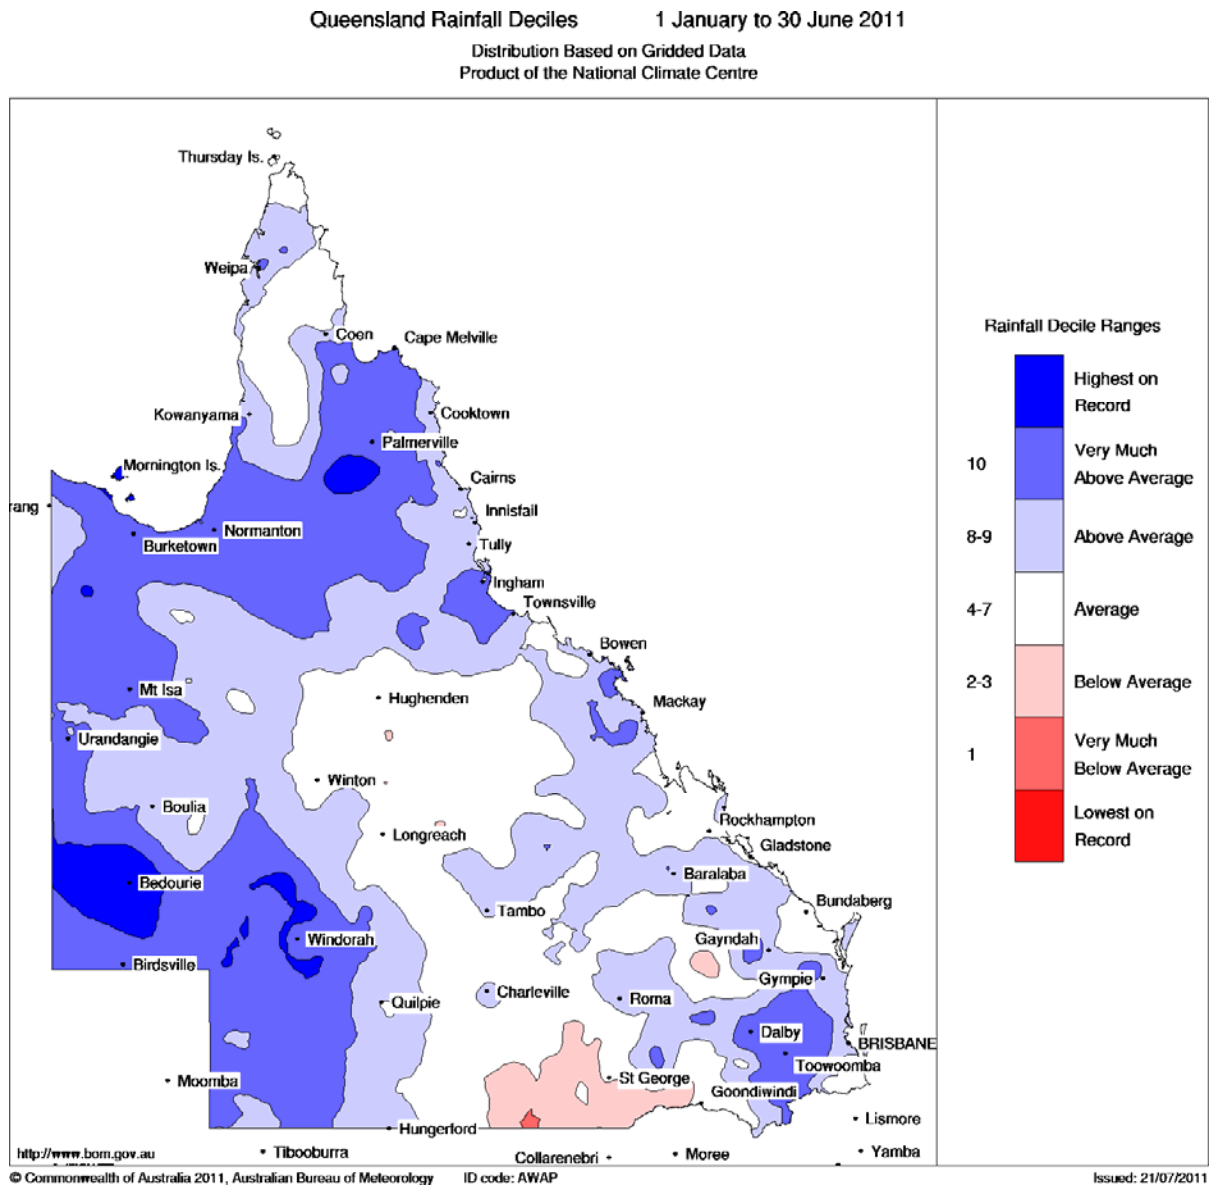 Queensland Rainfall Deciles 1 January to 30 June 2011
Distribution Based on Gridded Data
Product of the National Climate Centre
Thursday Is.
Weipa
Coen
Cape Melville
Kowanyama
Cooktown
Palmerville
Mornington Is.
Cairns
rang
Innisfail
Normanton
Burketown
Tully
Ingham
Townsville
Bowen
Mt Isa
Hughenden
Mackay
Urandangie
Winton
Boulia
Longreach
Rockhampton
Gladstone
Bedourie
Baralaba
Tambo
Bundaberg
Windorah
Gayndah
Birdsville
Gympie
Charleville
Quilpie
Roma
Dalby
BRISBANE
Toowoomba
Moomba
St George
Goondiwindi
Lismore
Hungerford
Tibooburra
Collarenebri
Moree
Yamba
Rainfall Decile Ranges
Highest on
Record
10 Very Much
Above Average
8-9 Above Average
4-7 Average
2-3 Below Average
1 Very Much
Below Average
Lowest on
Record
http://www.bom.gov.au
© Commonwealth of Australia 2011, Australian Bureau of Meteorology ID code: AWAP Issued: 21/07/2011